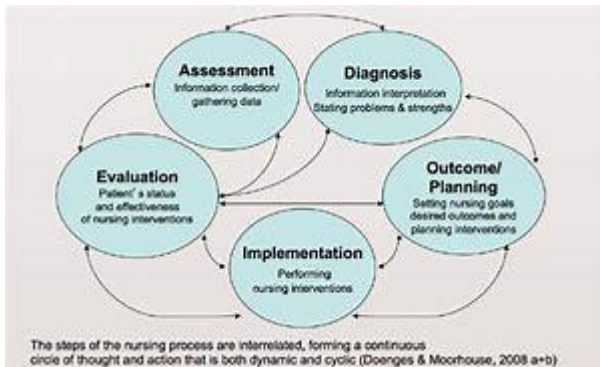 Assessment
Information collection/
gathering data
Diagnosis
Information interpretation
Stating problems & strengths
Evaluation
Patient's status
and effectiveness
of nursing interventions
Outcome/
Planning
Setting nursing goals
desired outcomes and
planning interventions
Implementation
Performing
nursing interventions
The steps of the nursing process are interrelated, forming a continuous
circle of thought and action that is both dynamic and cyclic (Doenges & Moorhouse, 2008 a+b)